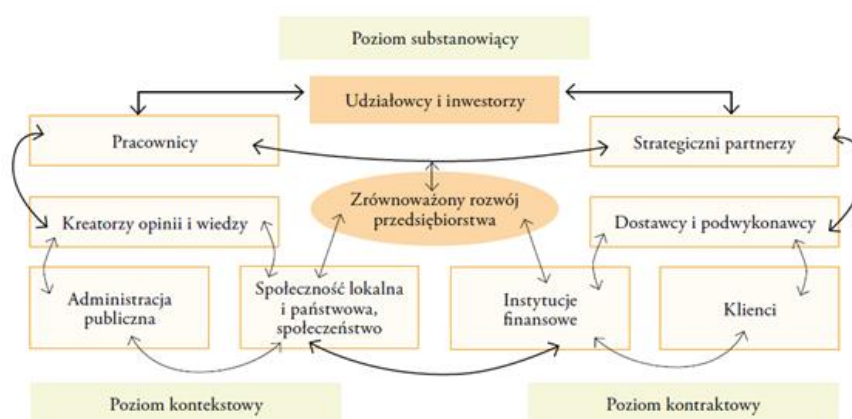 Poziom substanowiący
Udziałowcy i inwestorzy
Pracownicy
Strategiczni partnerzy
Zrównoważony rozwój
przedsiębiorstwa
Kreatorzy opinii i wiedzy
Dostawcy i podwykonawcy
Administracja
publiczna
Społeczność lokalna
i państwowa,
społeczeństwo
Instytucje
finansowe
Klienci
Poziom kontekstowy
Poziom kontraktowy